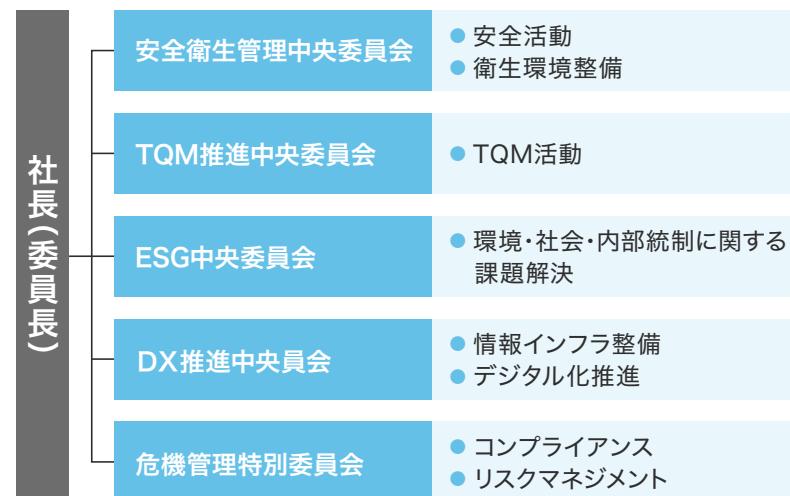 社長(委員長)
安全衛生管理中央委員会
● 安全活動
● 衛生環境整備
TQM推進中央委員会
● TQM活動
ESG中央委員会
● 環境・社会・内部統制に関する
課題解決
DX推進中央員会
● 情報インフラ整備
● デジタル化推進
危機管理特別委員会
● コンプライアンス
● リスクマネジメント